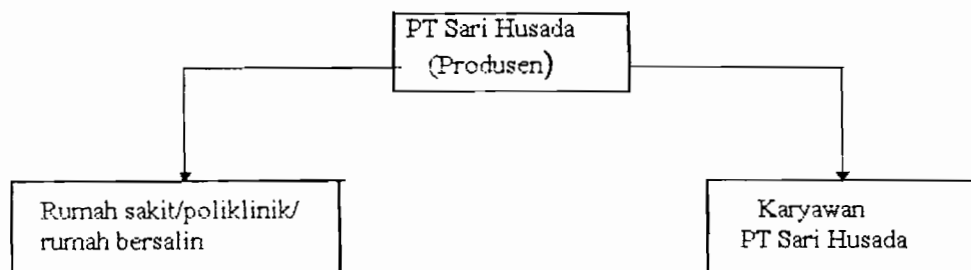 PT Sari Husada
(Produsen)
Rumah sakit/poliklinik/
rumah bersalin
Karyawan
PT Sari Husada